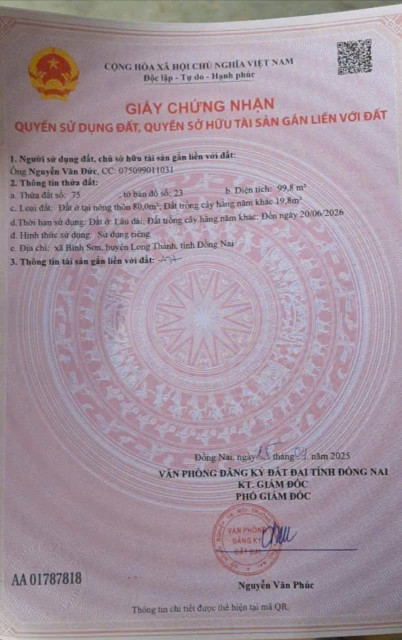 CỘNG HÒA XÃ HỘI CHỦ NGHĨA VIỆT NAM
Độc lập - Tự do - Hạnh phúc
GIẤY CHỨNG NHẬN
QUYỀN SỬ DỤNG ĐẤT, QUYỀN SỞ HỮU TÀI SẢN GẮN LIỀN VỚI ĐẤT
1. Người sử dụng đất, chủ sở hữu tài sản gắn liền với đất:
Ông Nguyễn Văn Đức, CC: 075099011031
2. Thông tin thửa đất:
a. Thửa đất số: 75 , tờ bản đồ số: 23 b. Diện tích: 99,8 m²
c. Loại đất: Đất ở tại nông thôn 80,0m²; Đất trồng cây hàng năm khác 19,8m²
d. Thời hạn sử dụng: Đất ở: Lâu dài; Đất trồng cây hàng năm khác: Đến ngày 20/06/2026
đ. Hình thức sử dụng: Sử dụng riêng
e. Địa chỉ: xã Bình Sơn, huyện Long Thành, tỉnh Đồng Nai
3. Thông tin tài sản gắn liền với đất:
Đồng Nai, ngày tháng năm 2025
VĂN PHÒNG ĐĂNG KÝ ĐẤT ĐAI TỈNH ĐỒNG NAI
KT. GIÁM ĐỐC
PHÓ GIÁM ĐỐC
VĂN PHÒNG
ĐĂNG KÝ
ĐẤT ĐAI
Nguyễn Văn Phúc
AA 01787818
Thông tin chi tiết được thể hiện tại mã QR.